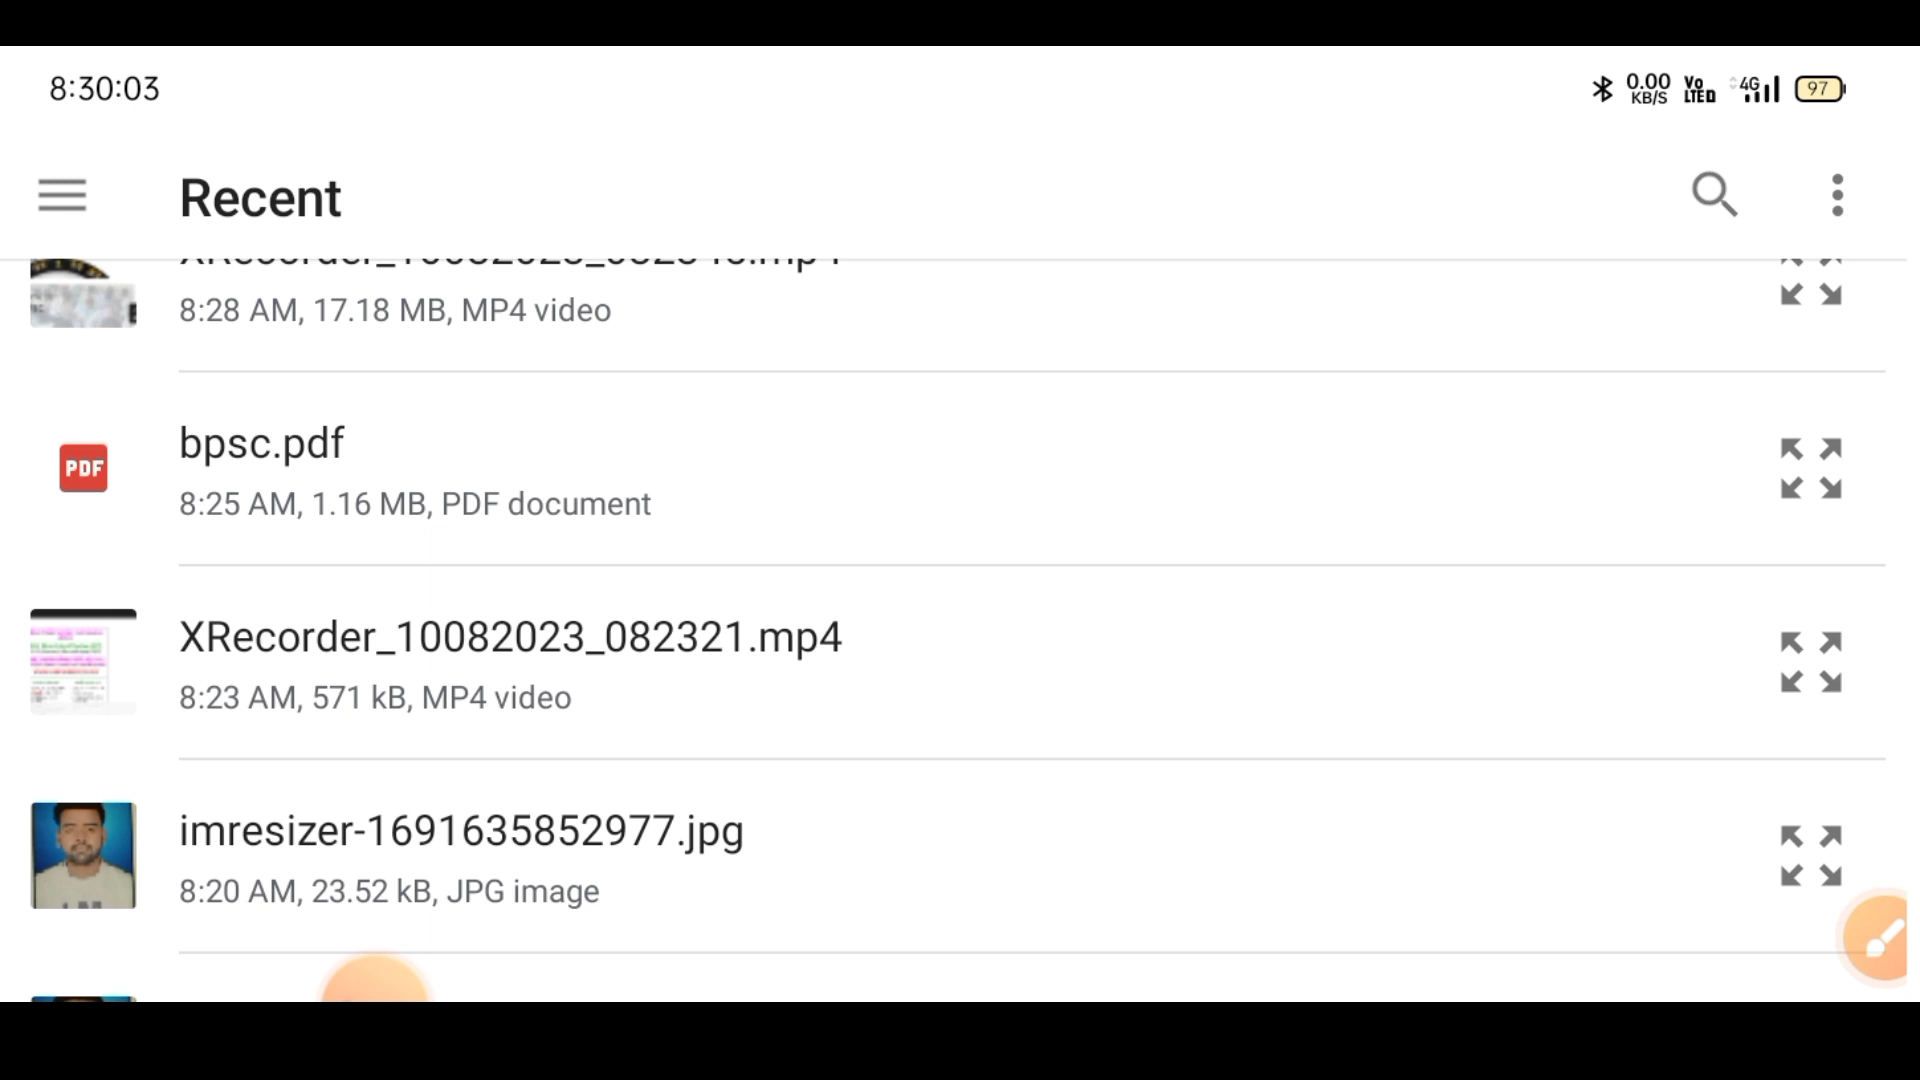 8:30:03
0.00 KB/S
Vo LTE D
4G
97
Recent
8:28 AM, 17.18 MB, MP4 video
PDF
bpsc.pdf
8:25 AM, 1.16 MB, PDF document
XRecorder_10082023_082321.mp4
8:23 AM, 571 kB, MP4 video
imresizer-1691635852977.jpg
8:20 AM, 23.52 kB, JPG image